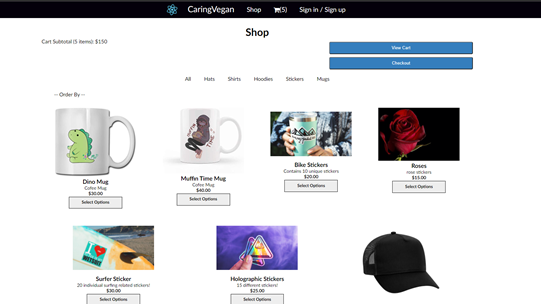 CaringVegan Shop (5) Sign in / Sign up
Shop
Cart Subtotal (5 items): $150
View Cart
Checkout
All Hats Shirts Hoodies Stickers Mugs
-- Order By --
Dino Mug
Cofee Mug
$30.00
Select Options
Muffin Time Mug
Cofee Mug
$40.00
Select Options
Bike Stickers
Contains 10 unique stickers
$20.00
Select Options
Roses
rose stickers
$15.00
Select Options
Surfer Sticker
20 individual surfing related stickers!
$30.00
Select Options
Holographic Stickers
15 different stickers!
$25.00
Select Options